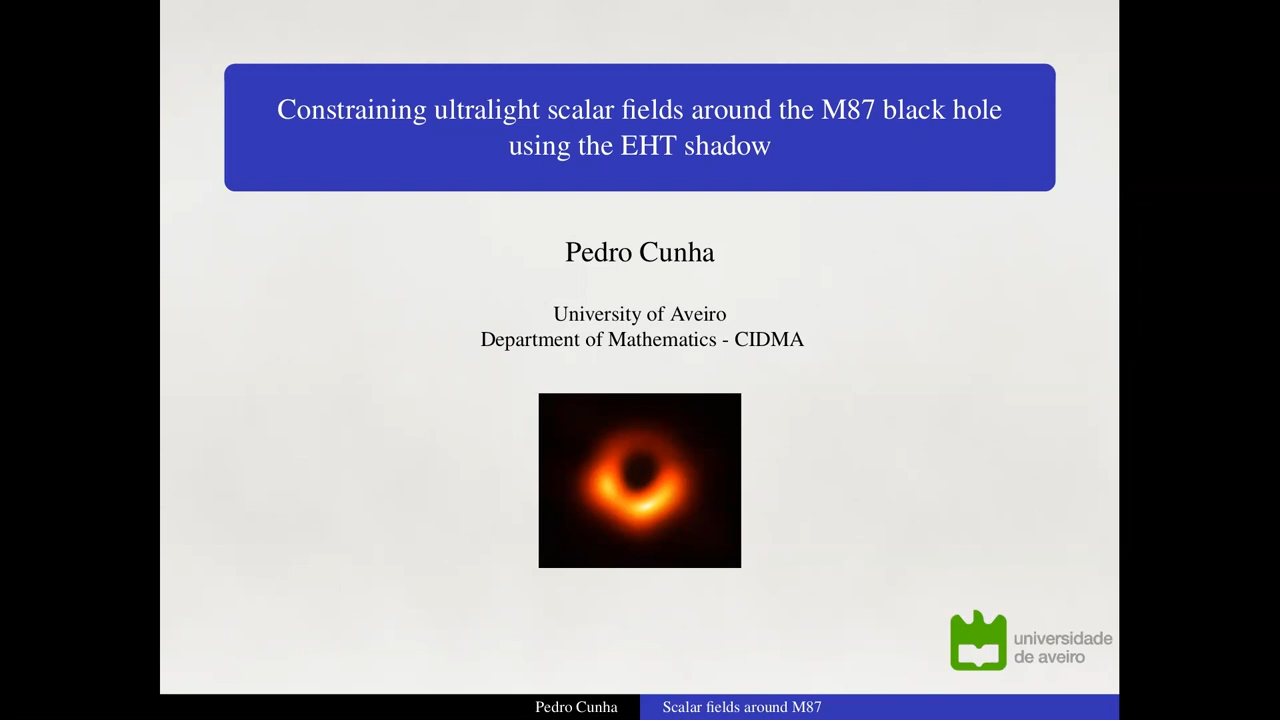 Constraining ultralight scalar fields around the M87 black hole
using the EHT shadow
Pedro Cunha
University of Aveiro
Department of Mathematics - CIDMA
universidade
de aveiro
Pedro Cunha
Scalar fields around M87